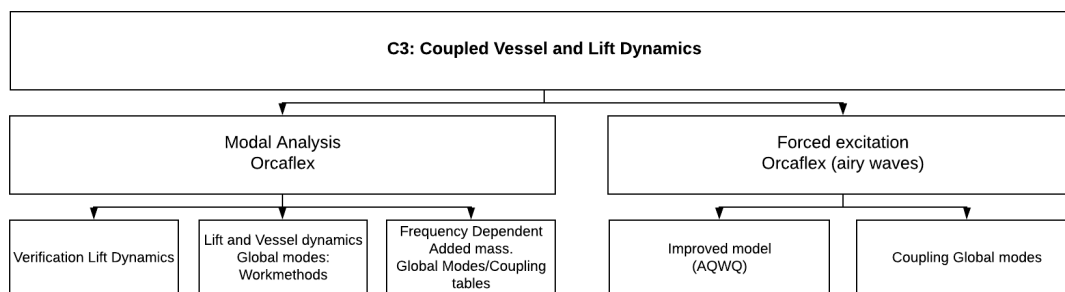 C3: Coupled Vessel and Lift Dynamics
Modal Analysis
Orcaflex
Forced excitation
Orcaflex (airy waves)
Verification Lift Dynamics
Lift and Vessel dynamics
Global modes:
Workmethods
Frequency Dependent
Added mass.
Global Modes/Coupling
tables
Improved model
(AQWQ)
Coupling Global modes